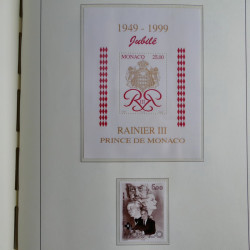 1949 - 1999
Jubilé
MONACO
RAINIER III
PRINCE DE MONACO